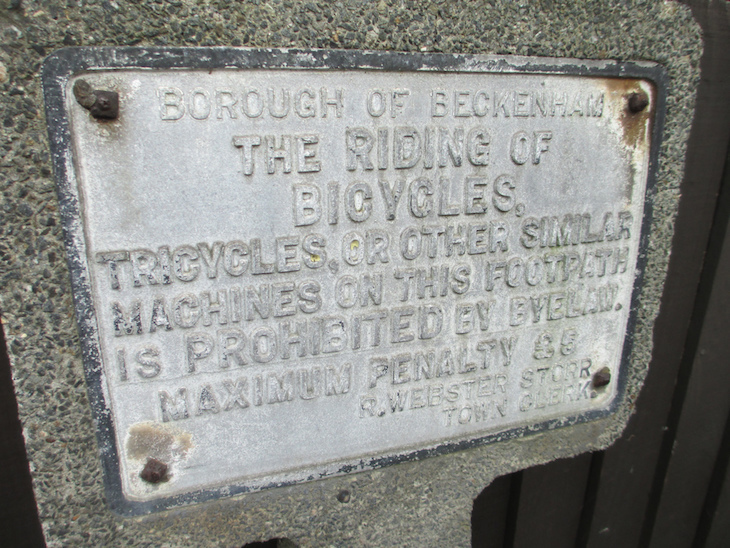 BOROUGH OF BECKENHAM
THE RIDING OF
BICYCLES,
TRICYCLES, OR OTHER SIMILAR
MACHINES ON THIS FOOTPATH
IS PROHIBITED BY BYELAW.
MAXIMUM PENALTY
R. WEBSTER STORR
TOWN CLERK